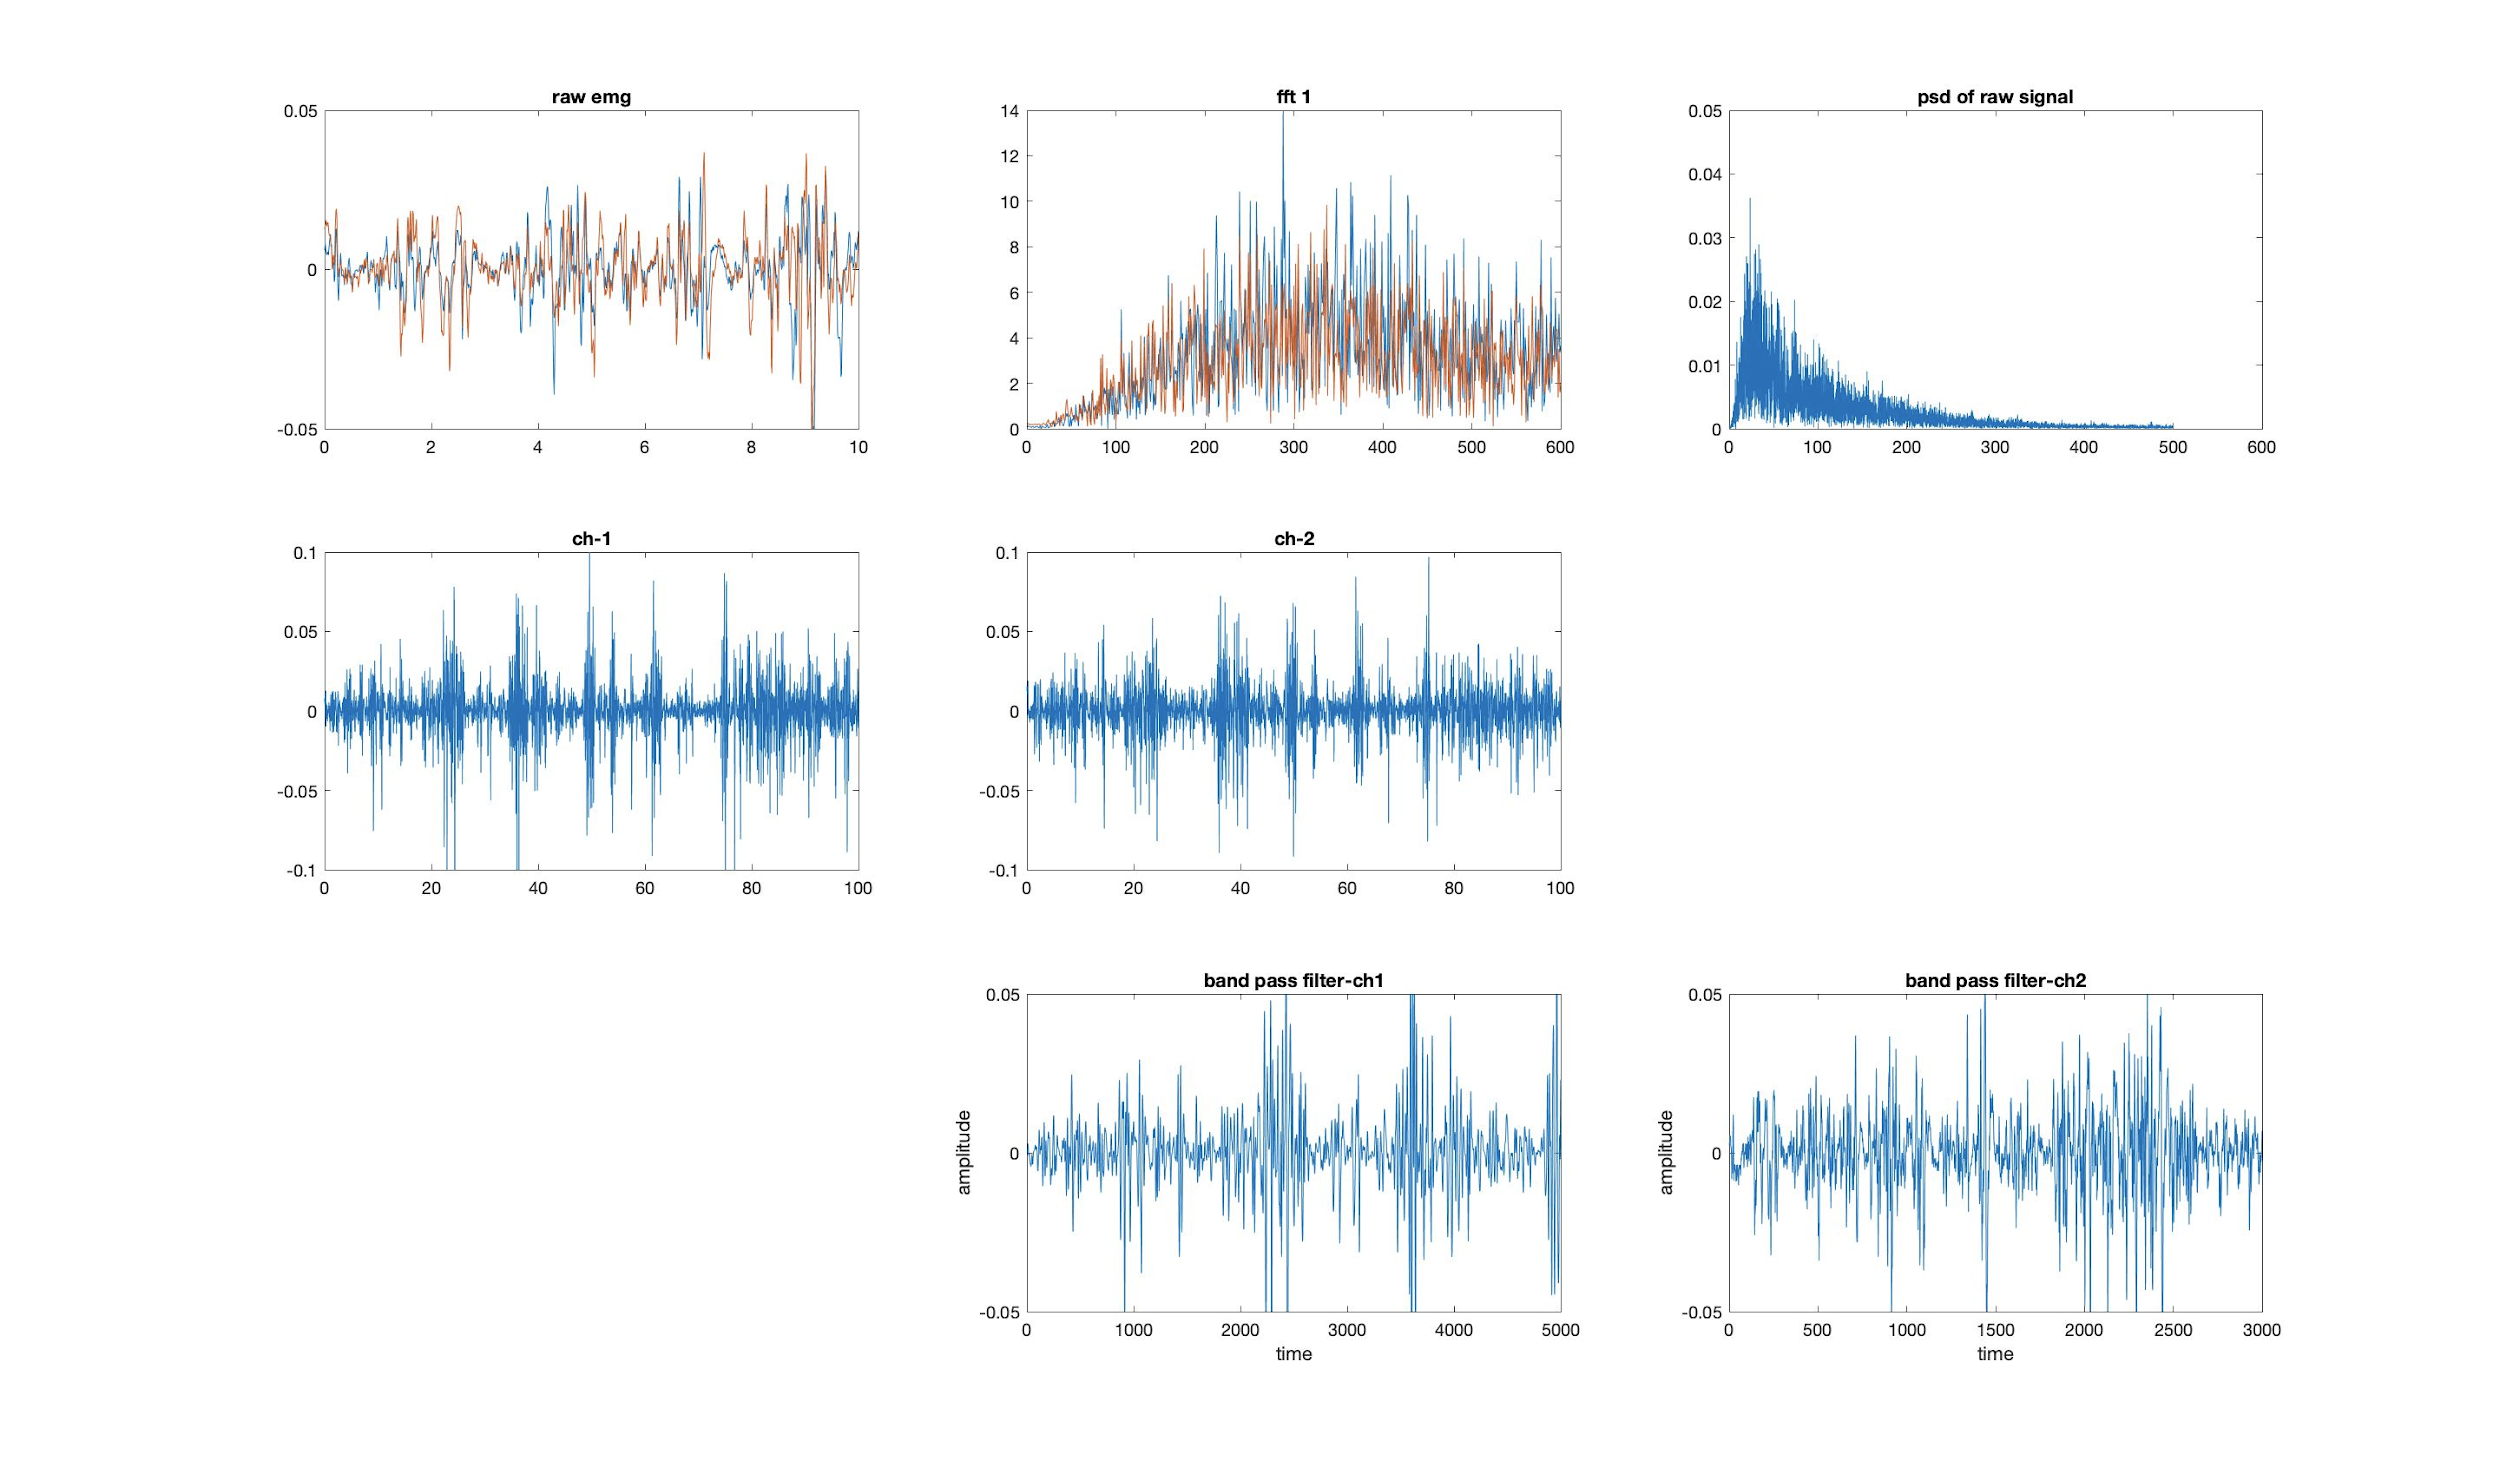 raw emg
0.05
0
-0.05
0 2 4 6 8 10
fft 1
14
12
10
8
6
4
2
0
0 100 200 300 400 500 600
psd of raw signal
0.05
0.04
0.03
0.02
0.01
0
0 100 200 300 400 500 600
ch-1
0.1
0.05
0
-0.05
-0.1
0 20 40 60 80 100
ch-2
0.1
0.05
0
-0.05
-0.1
0 20 40 60 80 100
band pass filter-ch1
0.05
0
-0.05
amplitude
0 1000 2000 3000 4000 5000
time
band pass filter-ch2
0.05
0
-0.05
amplitude
0 500 1000 1500 2000 2500 3000
time